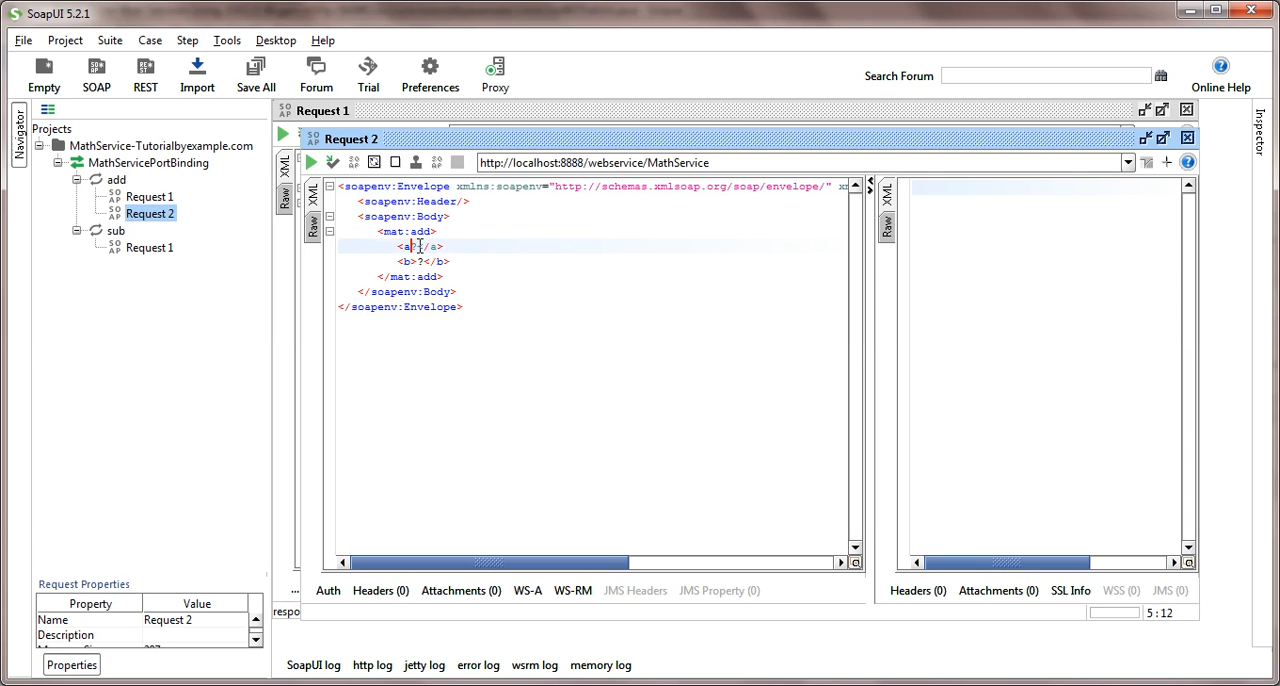 SoapUI 5.2.1
File Project Suite Case Step Tools Desktop Help
Empty SOAP REST Import Save All Forum Trial Preferences Proxy
Search Forum
Online Help
Navigator
Projects
MathService-Tutorialbyexample.com
MathServicePortBinding
add
Request 1
Request 2
sub
Request 1
Request 1
XML
Raw
Request 2
http://localhost:8888/webservice/MathService
XML
Raw
<soapenv:Envelope xmlns:soapenv="http://schemas.xmlsoap.org/soap/envelope/" xm
<soapenv:Header/>
<soapenv:Body>
<mat:add>
<a?</a>
<b>?</b>
</mat:add>
</soapenv:Body>
</soapenv:Envelope>
XML
Raw
Inspector
Auth Headers (0) Attachments (0) WS-A WS-RM JMS Headers JMS Property (0)
Headers (0) Attachments (0) SSL Info WSS (0) JMS (0)
...
respo
5:12
Request Properties
Property Value
Name Request 2
Description
Properties
SoapUI log http log jetty log error log wsrm log memory log